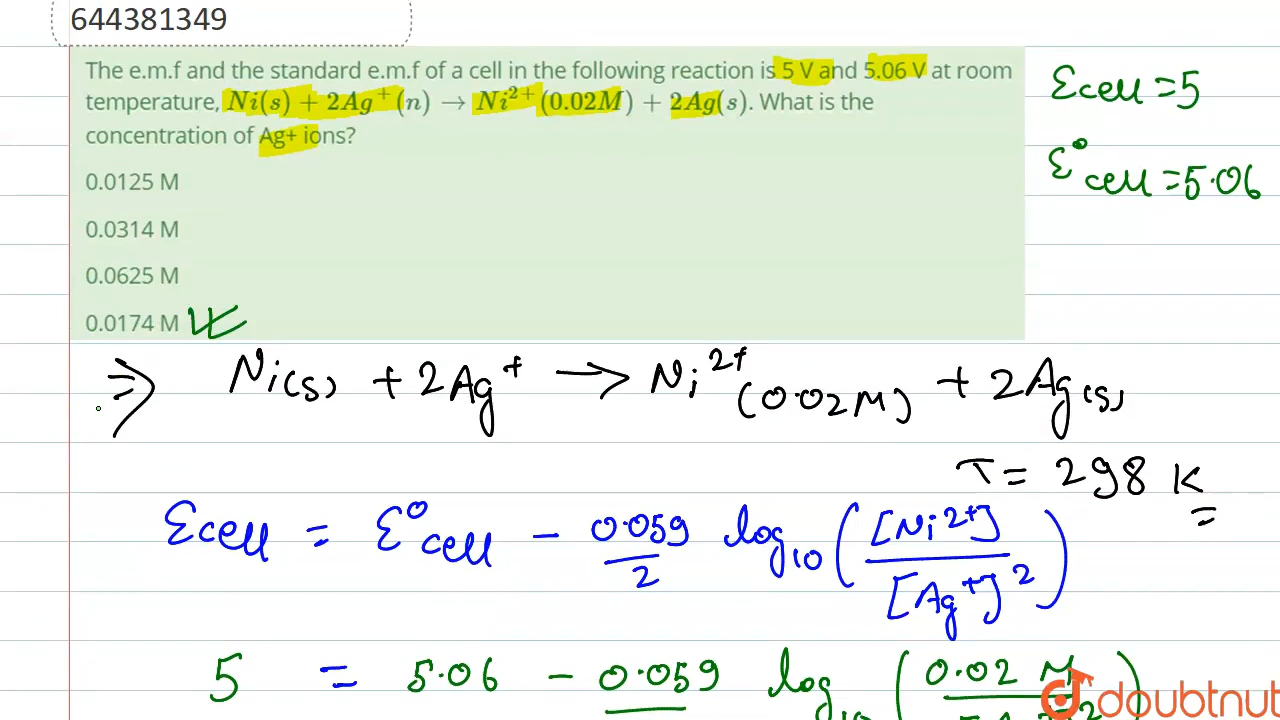 644381349
The e.m.f and the standard e.m.f of a cell in the following reaction is 5 V and 5.06 V at room
temperature, Ni(s) + 2Ag⁺(n) → Ni²⁺(0.02M) + 2Ag(s). What is the
concentration of Ag+ ions?
0.0125 M
0.0314 M
0.0625 M
0.0174 M
Ɛcell = 5
Ɛ°cell = 5.06
⇒ Ni(s) + 2Ag⁺ → Ni²⁺(0.02M) + 2Ag(s)
T = 298 K
Ɛcell = Ɛ°cell - 0.059/2 log₁₀([Ni²⁺]/[Ag⁺]²)
5 = 5.06 - 0.059 log₁₀(0.02 M
doubtnut